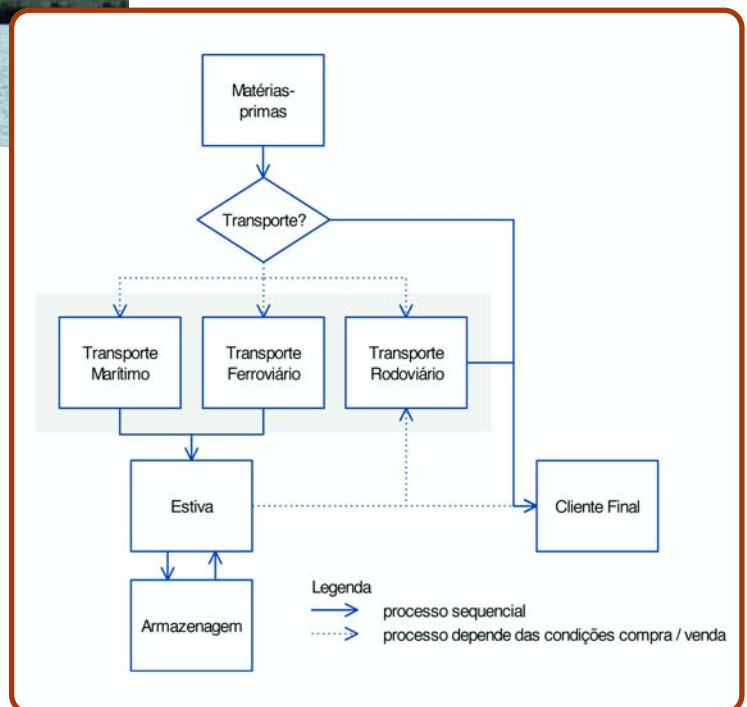 Matérias-
primas
Transporte?
Transporte
Marítimo
Transporte
Ferroviário
Transporte
Rodoviário
Estiva
Cliente Final
Armazenagem
Legenda
processo sequencial
processo depende das condições compra / venda